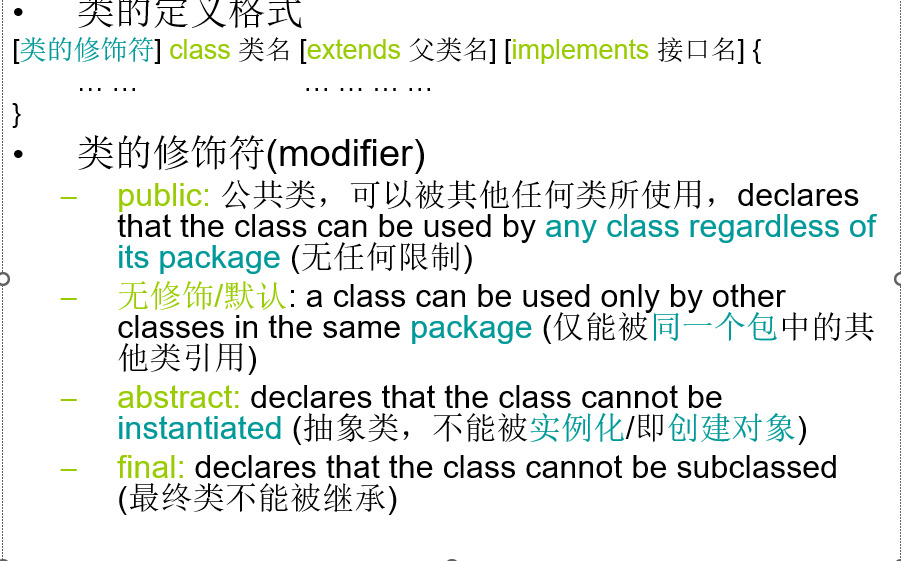 • 类的定义格式
[类的修饰符] class 类名 [extends 父类名] [implements 接口名] {
… … … … … …
}
• 类的修饰符(modifier)
– public: 公共类，可以被其他任何类所使用，declares
that the class can be used by any class regardless of
its package (无任何限制)
– 无修饰/默认: a class can be used only by other
classes in the same package (仅能被同一个包中的其
他类引用)
– abstract: declares that the class cannot be
instantiated (抽象类，不能被实例化/即创建对象)
– final: declares that the class cannot be subclassed
(最终类不能被继承)